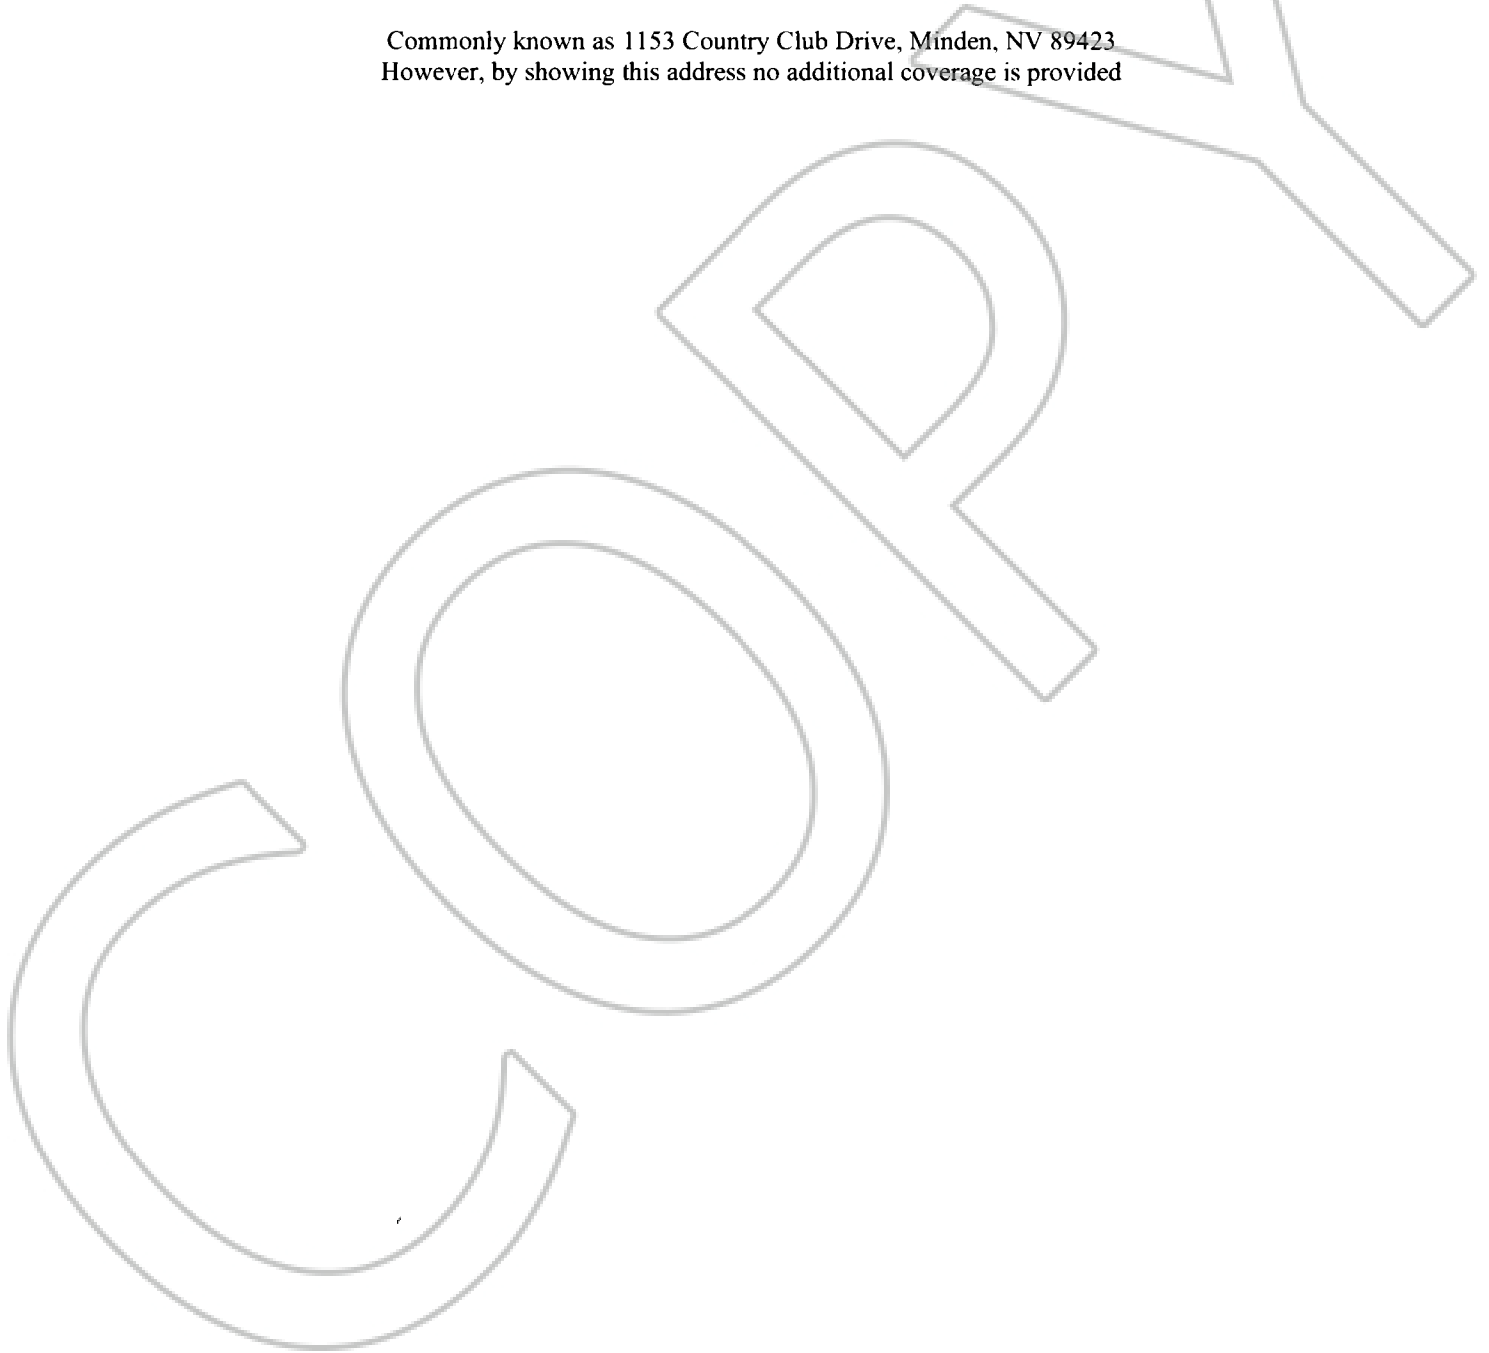 Commonly known as 1153 Country Club Drive, Minden, NV 89423
However, by showing this address no additional coverage is provided
COPY